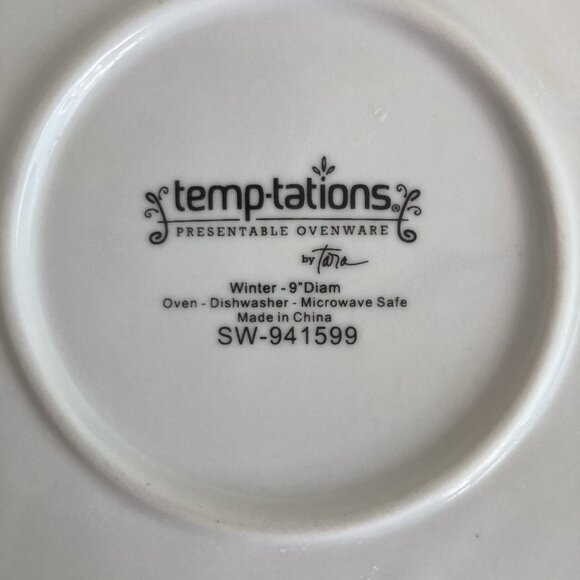 temp-tations®
PRESENTABLE OVENWARE
by Tara
Winter - 9"Diam
Oven - Dishwasher - Microwave Safe
Made in China
SW-941599